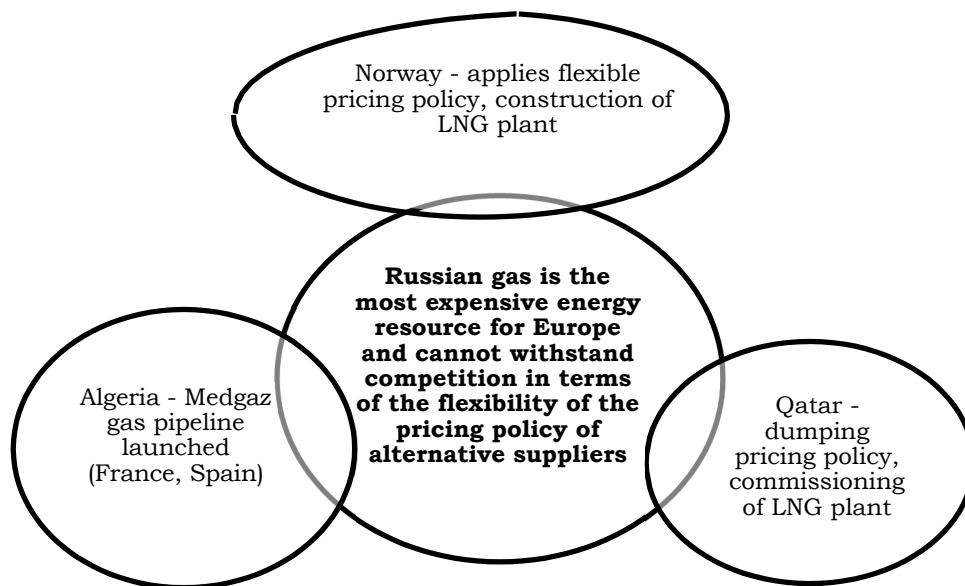 Norway - applies flexible
pricing policy, construction of
LNG plant
Russian gas is the
most expensive energy
resource for Europe
and cannot withstand
competition in terms
of the flexibility of the
pricing policy of
alternative suppliers
Algeria - Medgaz
gas pipeline
launched
(France, Spain)
Qatar -
dumping
pricing policy,
commissioning
of LNG plant